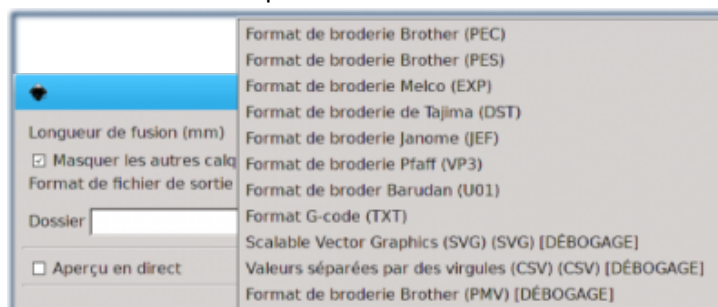 Format de broderie Brother (PEC)
Format de broderie Brother (PES)
Format de broderie Melco (EXP)
Format de broderie de Tajima (DST)
Format de broderie Janome (JEF)
Format de broderie Pfaff (VP3)
Format de broder Barudan (U01)
Format G-code (TXT)
Scalable Vector Graphics (SVG) (SVG) [DÉBOGAGE]
Valeurs séparées par des virgules (CSV) (CSV) [DÉBOGAGE]
Format de broderie Brother (PMV) [DÉBOGAGE]
Longueur de fusion (mm)
Masquer les autres calq
Format de fichier de sortie
Dossier
Aperçu en direct